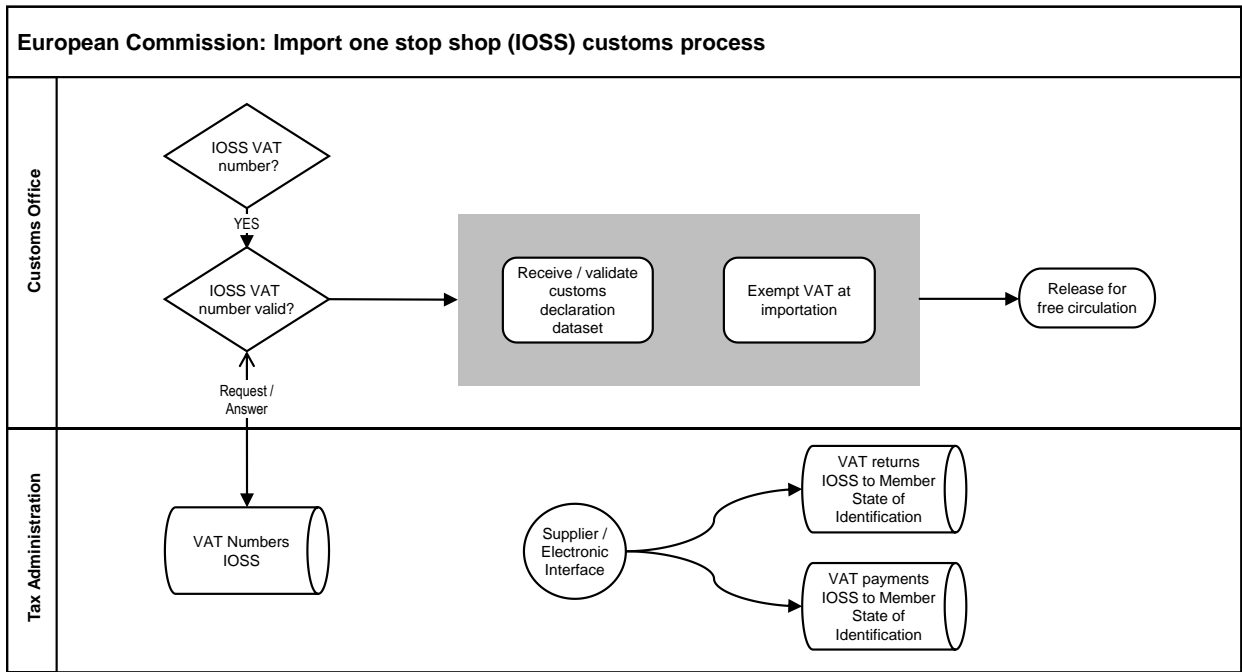 European Commission: Import one stop shop (IOSS) customs process
Customs Office
IOSS VAT
number?
YES
IOSS VAT
number valid?
Request /
Answer
Receive / validate
customs
declaration
dataset
Exempt VAT at
importation
Release for
free circulation
Tax Administration
VAT Numbers
IOSS
Supplier /
Electronic
Interface
VAT returns
IOSS to Member
State of
Identification
VAT payments
IOSS to Member
State of
Identification